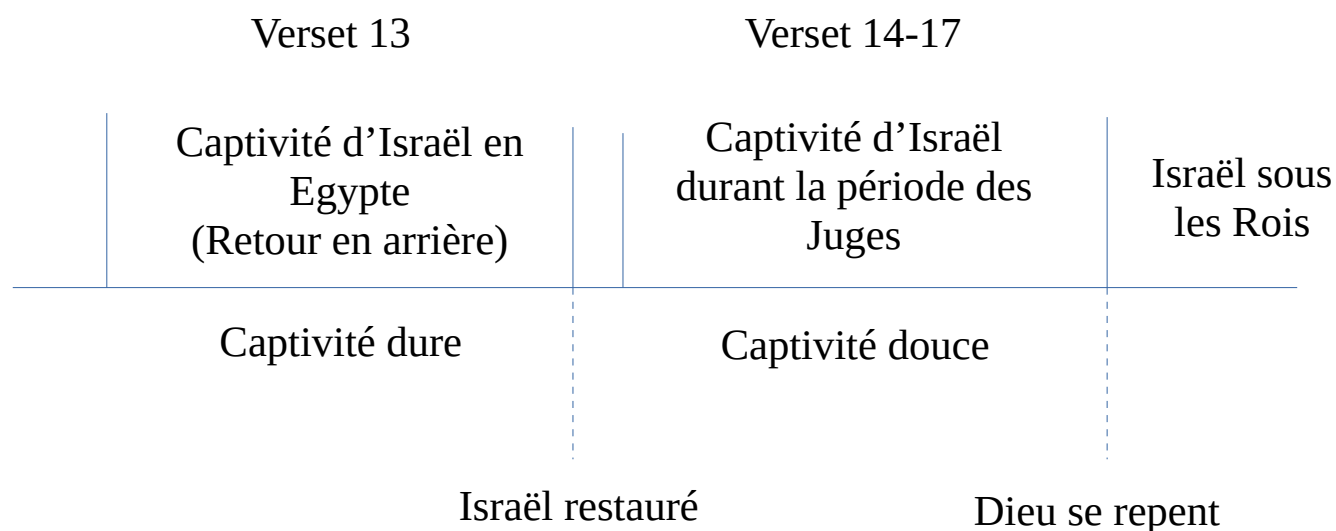 Verset 13
Verset 14-17
Captivité d’Israël en
Egypte
(Retour en arrière)
Captivité d’Israël
durant la période des
Juges
Israël sous
les Rois
Captivité dure
Captivité douce
Israël restauré
Dieu se repent